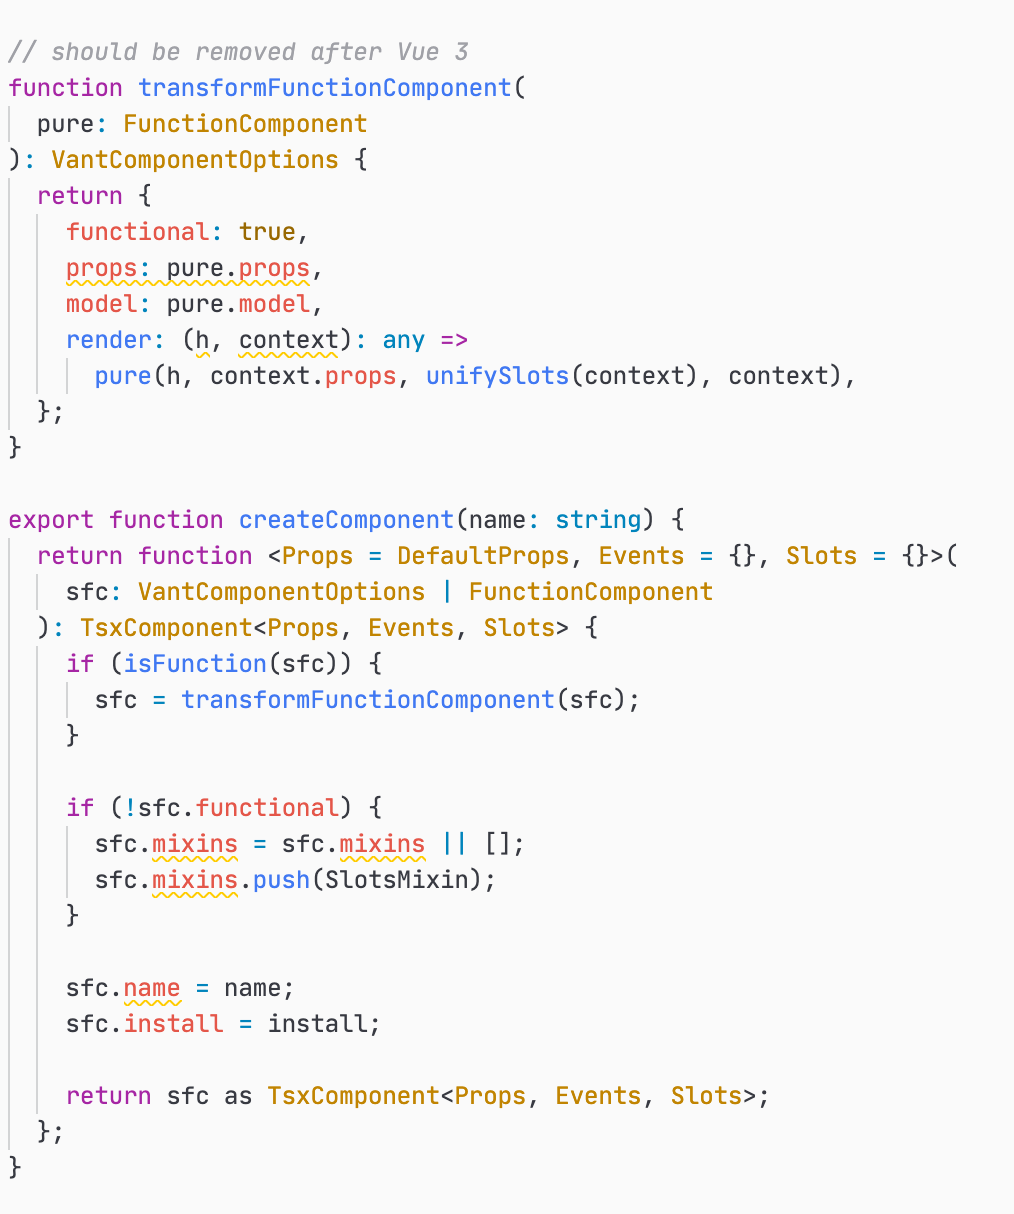 // should be removed after Vue 3
function transformFunctionComponent(
  pure: FunctionComponent
): VantComponentOptions {
  return {
    functional: true,
    props: pure.props,
    model: pure.model,
    render: (h, context): any =>
      pure(h, context.props, unifySlots(context), context),
  };
}

export function createComponent(name: string) {
  return function <Props = DefaultProps, Events = {}, Slots = {}>(
    sfc: VantComponentOptions | FunctionComponent
  ): TsxComponent<Props, Events, Slots> {
    if (isFunction(sfc)) {
      sfc = transformFunctionComponent(sfc);
    }

    if (!sfc.functional) {
      sfc.mixins = sfc.mixins || [];
      sfc.mixins.push(SlotsMixin);
    }

    sfc.name = name;
    sfc.install = install;

    return sfc as TsxComponent<Props, Events, Slots>;
  };
}